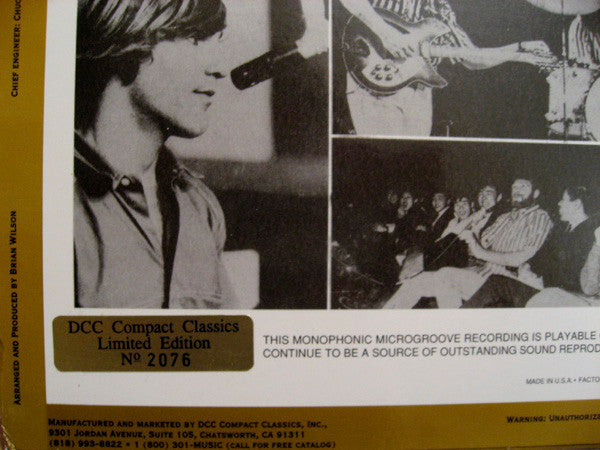 CHIEF ENGINEER: CHUC
ARRANGED AND PRODUCED BY BRIAN WILSON
DCC Compact Classics
Limited Edition
No 2076
THIS MONOPHONIC MICROGROOVE RECORDING IS PLAYABLE
CONTINUE TO BE A SOURCE OF OUTSTANDING SOUND REPROD
MADE IN U.S.A. • FACTO
MANUFACTURED AND MARKETED BY DCC COMPACT CLASSICS, INC.,
9301 JORDAN AVENUE, SUITE 105, CHATSWORTH, CA 91311
(818) 993-8822 • 1 (800) 301-MUSIC (CALL FOR FREE CATALOG)
WARNING: UNAUTHORIZA